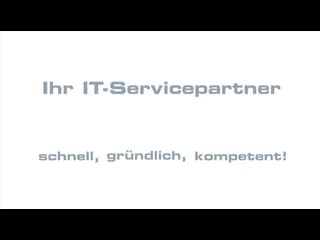 Ihr IT-Servicepartner
schnell, gründlich, kompetent!